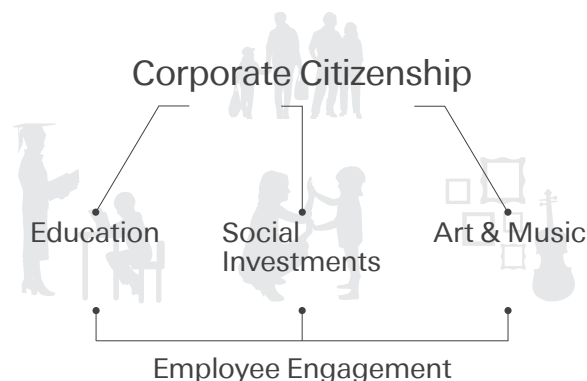 Corporate Citizenship
Education
Social
Investments
Art & Music
Employee Engagement